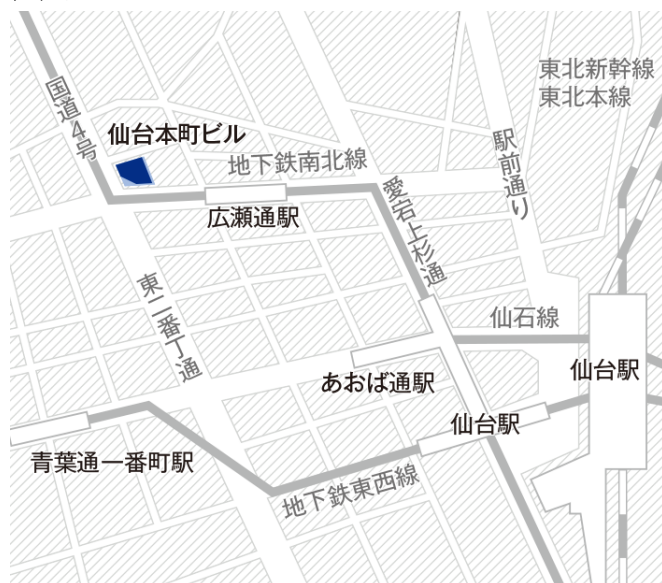 東北新幹線
東北本線
国道4号
仙台本町ビル
地下鉄南北線
駅前通り
広瀬通駅
愛宕上杉通
東二番丁通
仙石線
あおば通駅
仙台駅
仙台駅
青葉通一番町駅
地下鉄東西線